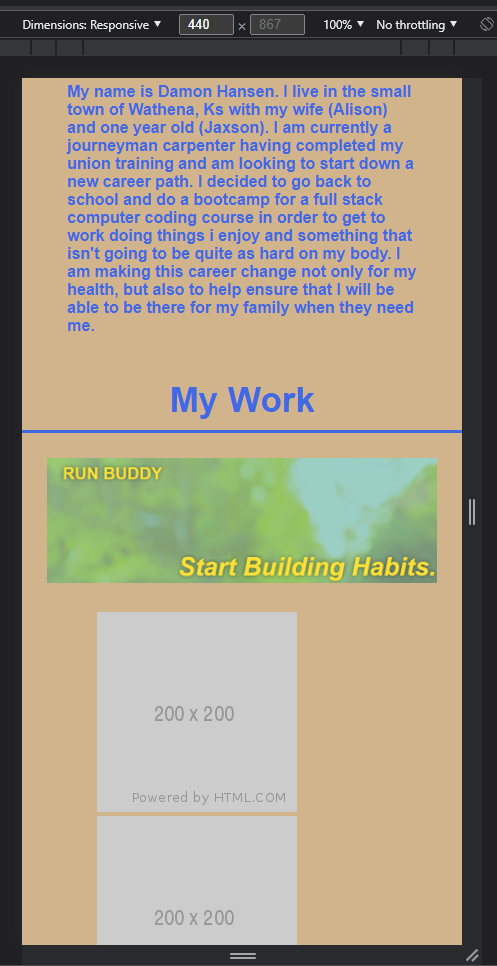 Dimensions: Responsive ▼ 440 × 867 100% ▼ No throttling ▼
My name is Damon Hansen. I live in the small
town of Wathena, Ks with my wife (Alison)
and one year old (Jaxson). I am currently a
journeyman carpenter having completed my
union training and am looking to start down a
new career path. I decided to go back to
school and do a bootcamp for a full stack
computer coding course in order to get to
work doing things i enjoy and something that
isn't going to be quite as hard on my body. I
am making this career change not only for my
health, but also to help ensure that I will be
able to be there for my family when they need
me.
My Work
RUN BUDDY
Start Building Habits.
200 x 200
Powered by HTML.COM
200 x 200